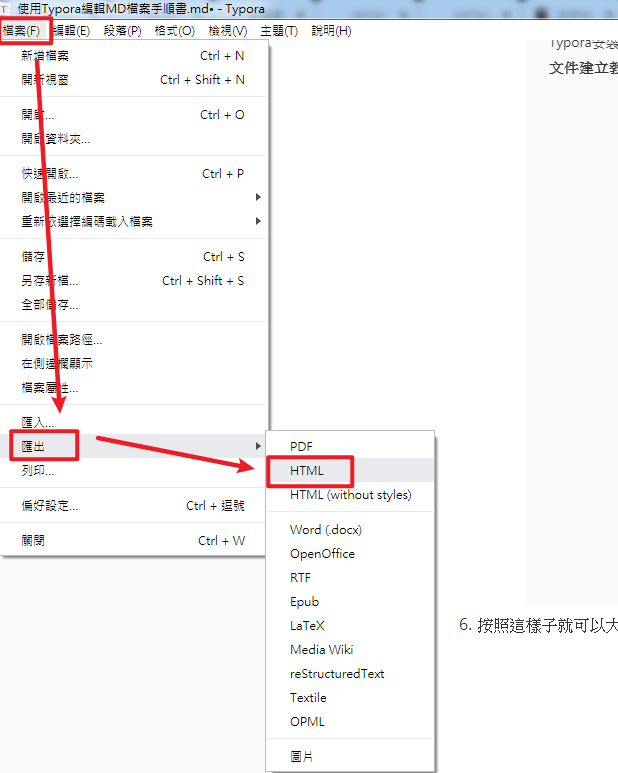 使用Typora編輯MD檔案手順書.md• - Typora
檔案(F) 編輯(E) 段落(P) 格式(O) 檢視(V) 主題(T) 說明(H)
新增檔案 Ctrl + N
開新視窗 Ctrl + Shift + N
開啟... Ctrl + O
開啟資料夾...
快速開啟... Ctrl + P
開啟最近的檔案
重新依選擇編碼載入檔案
儲存 Ctrl + S
另存新檔... Ctrl + Shift + S
全部儲存...
開啟檔案路徑...
在側邊欄顯示
檔案屬性...
匯入...
匯出
列印...
偏好設定... Ctrl + 逗號
關閉 Ctrl + W
PDF
HTML
HTML (without styles)
Word (.docx)
OpenOffice
RTF
Epub
LaTeX
Media Wiki
reStructuredText
Textile
OPML
圖片
Typora安裝
文件建立教
6. 按照這樣子就可以大